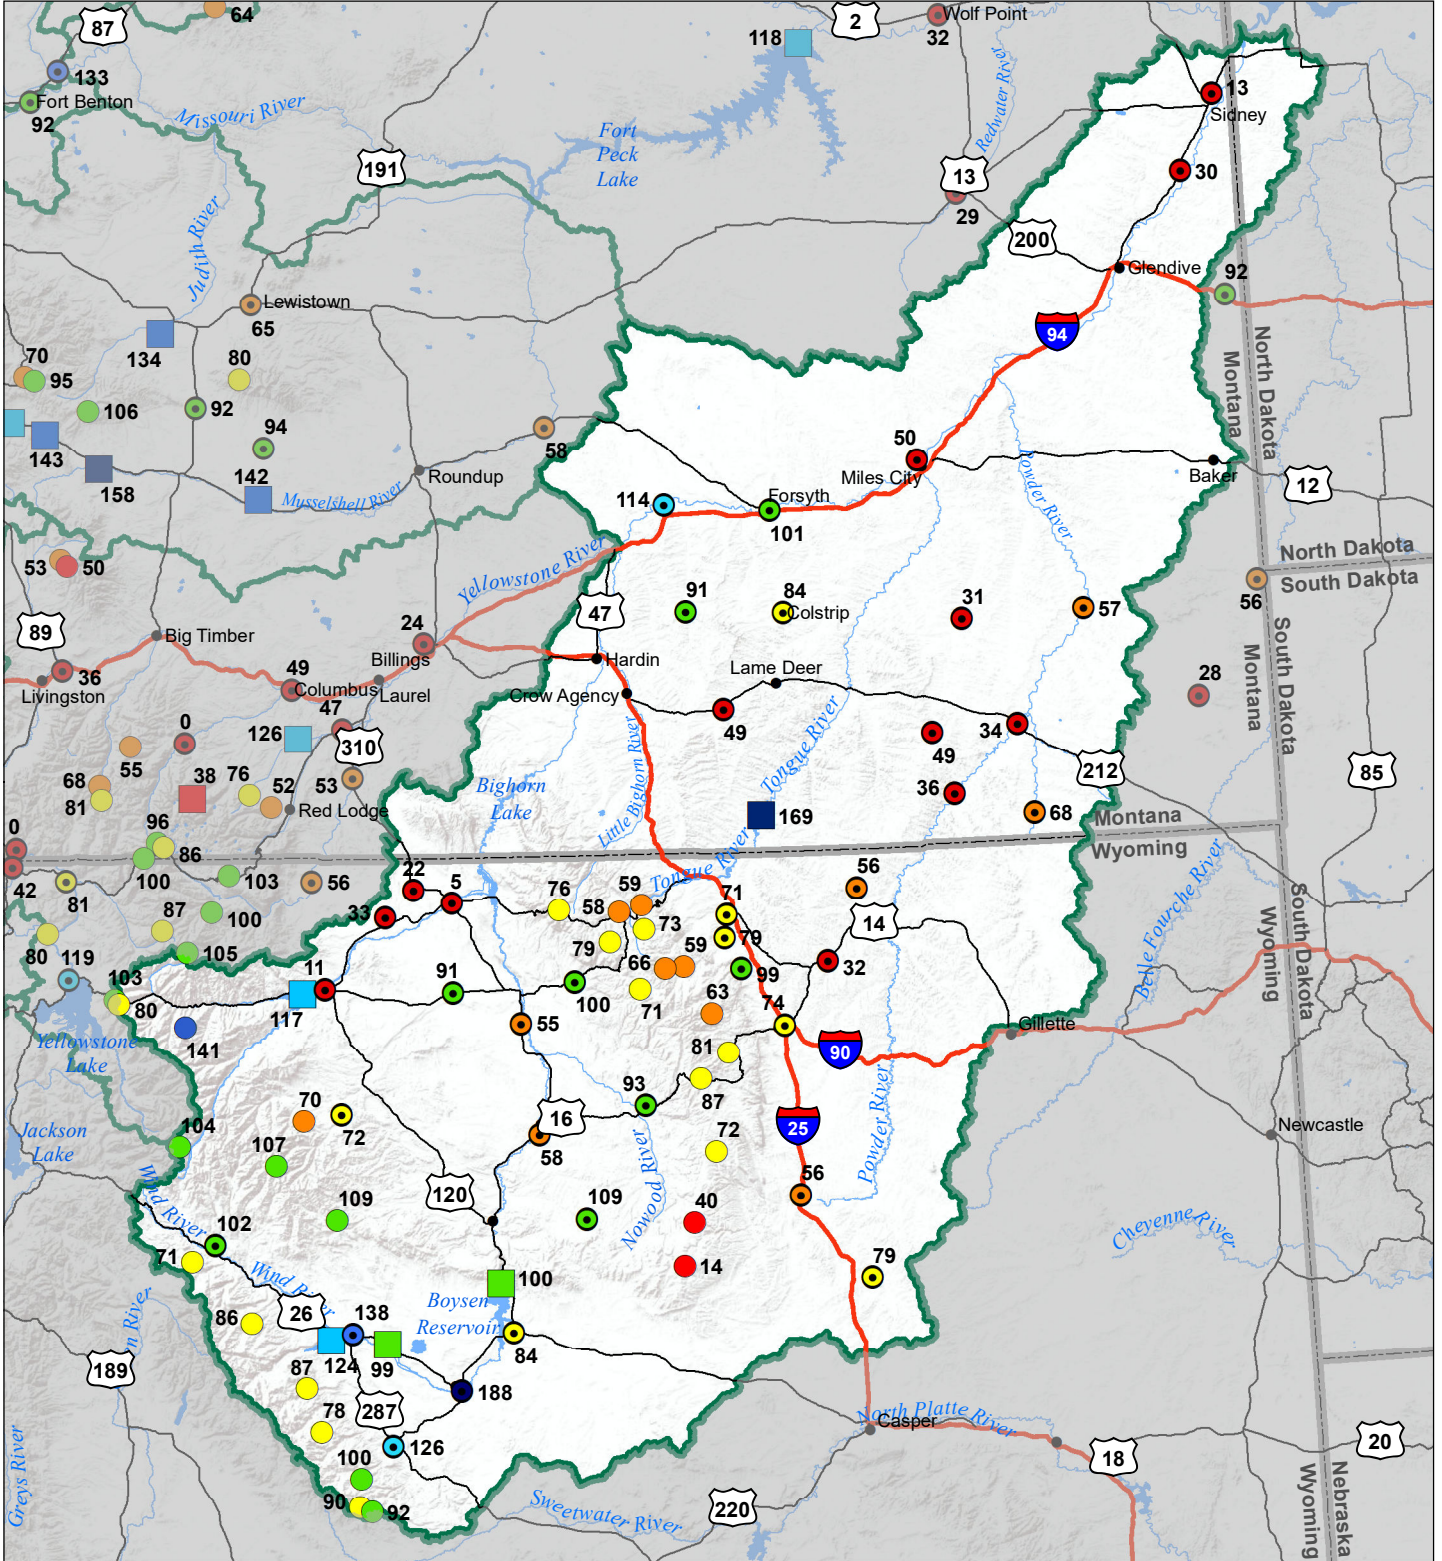 64
87
2
Wolf Point
32
118
133
Fort Benton
92
Missouri River
Redwater River
13
Sidney
Fort
Peck
Lake
191
13
29
30
200
Judith River
Glendive
92
Lewistown
65
94
134
North Dakota
Montana
70
95
80
106
92
94
143
158
142
Musselshell River
Roundup
58
50
Miles City
Baker
12
Powder River
114
Forsyth
101
53
50
Yellowstone River
North Dakota
South Dakota
56
89
Big Timber
47
91
84
Colstrip
31
57
24
Billings
36
Livingston
49
Columbus
Laurel
Hardin
Lame Deer
Crow Agency
South Dakota
Montana
28
47
0
126
310
55
49
49
34
212
85
Little Bighorn River
Tongue River
Bighorn
Lake
68
81
38
76
52
53
Red Lodge
36
68
169
Montana
Wyoming
0
42
96
86
100
103
56
81
87
100
105
22
5
33
76
58
59
Tongue River
71
56
14
73
79
79
59
66
71
99
32
Belle Fourche River
South Dakota
Wyoming
80
119
103
80
117
11
91
100
55
63
74
Gillette
Yellowstone
Lake
141
81
90
87
93
16
58
70
72
107
104
Jackson
Lake
72
25
Powder River
Newcastle
56
Wind River
109
120
109
Nowood River
40
14
102
71
Cheyenne River
79
Wind River
100
Boysen
Reservoir
86
26
138
124
99
84
189
87
287
188
78
126
North Platte River
Casper
18
20
Greys River
100
90
92
Sweetwater River
220
Nebraska
Wyoming